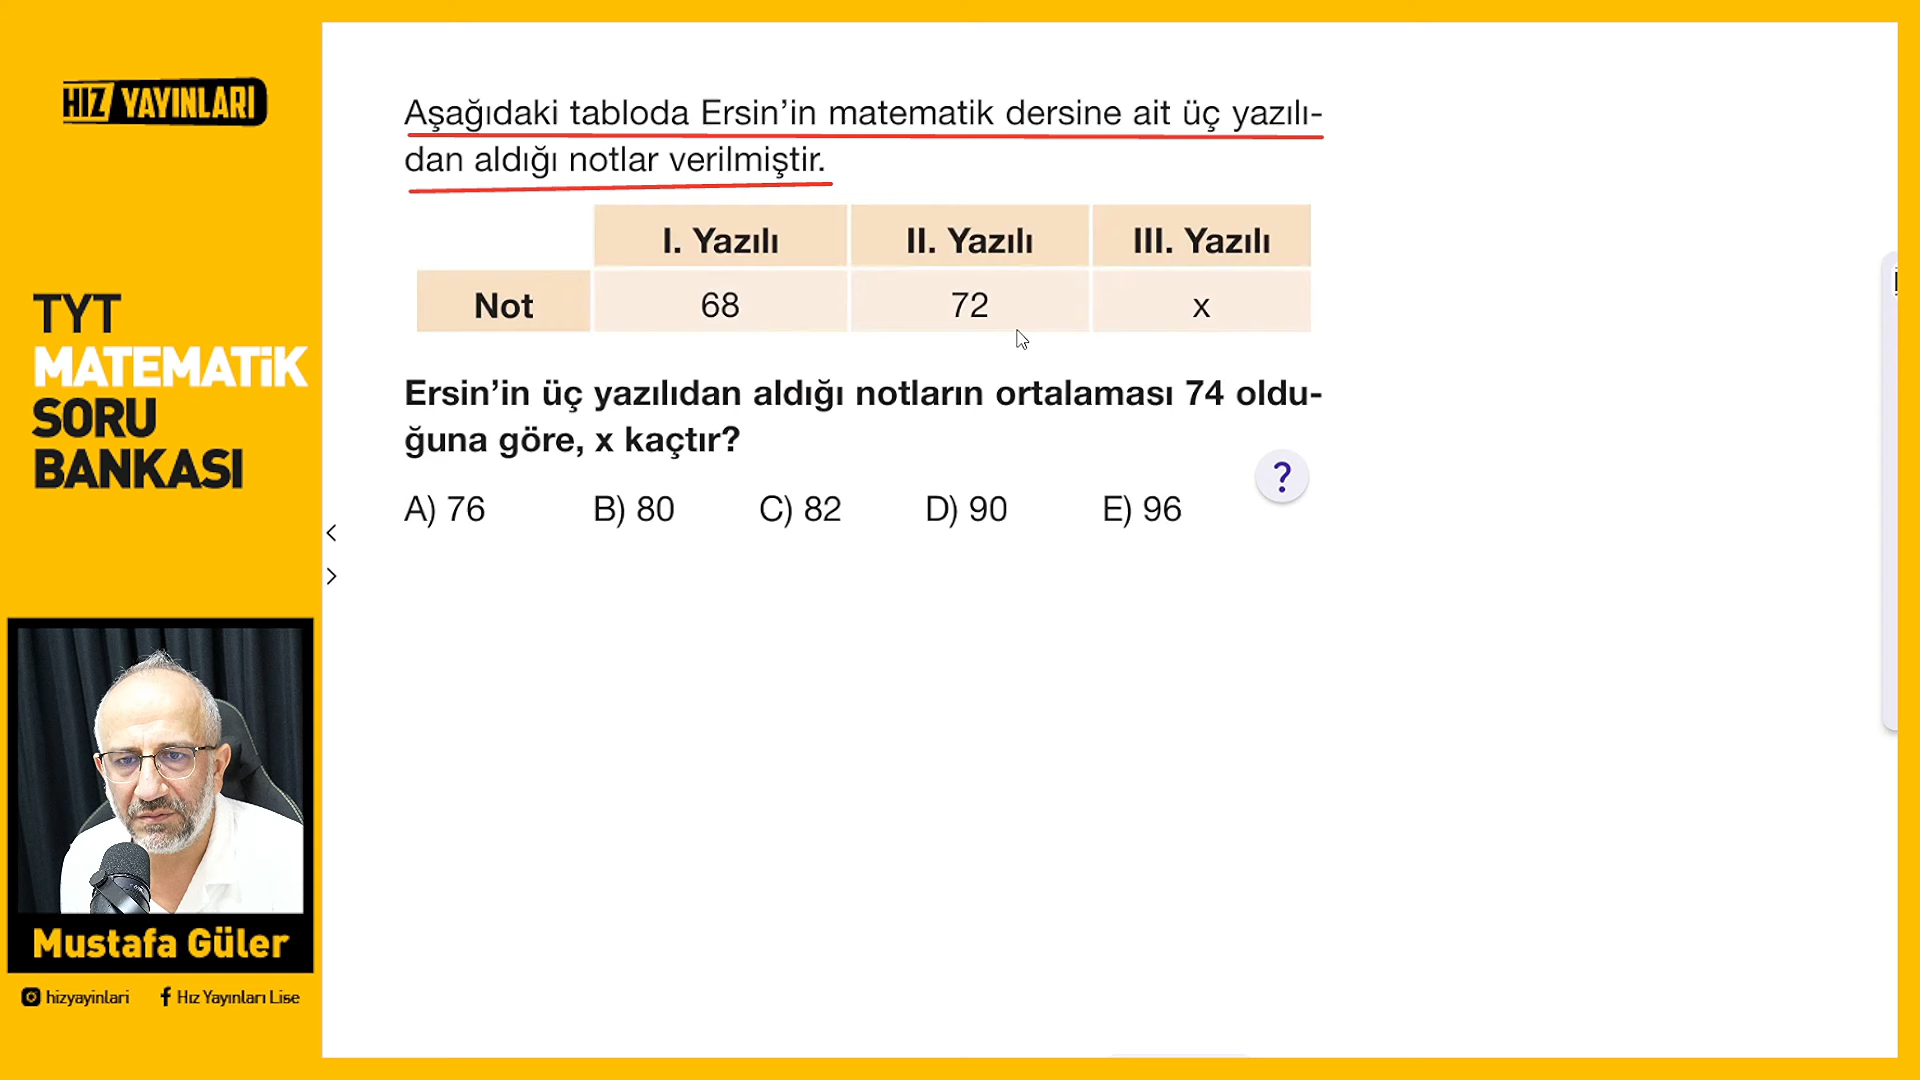 HIZ YAYINLARI
TYT
MATEMATİK
SORU
BANKASI
Mustafa Güler
hizyayinlari
Hız Yayınları Lise
Aşağıdaki tabloda Ersin’in matematik dersine ait üç yazılı-
dan aldığı notlar verilmiştir.
I. Yazılı II. Yazılı III. Yazılı
Not 68 72 x
Ersin’in üç yazılıdan aldığı notların ortalaması 74 oldu-
ğuna göre, x kaçtır?
?
A) 76 B) 80 C) 82 D) 90 E) 96